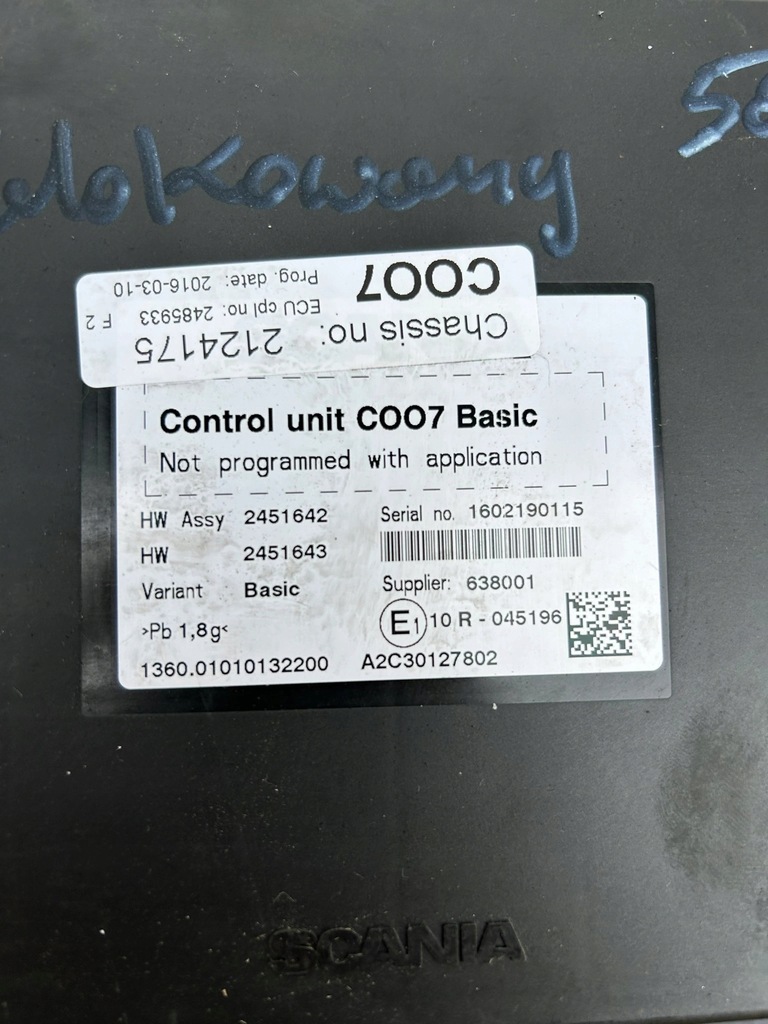 Chassis no: 2124175
COO7 ECU cpl no: 2485933 F 2
Prog. date: 2016-03-10
Control unit COO7 Basic
Not programmed with application
HW Assy 2451642
Serial no. 1602190115
HW 2451643
Variant Basic
Supplier: 638001
>Pb 1,8g<
E1 10 R - 045196
1360.01010132200 A2C30127802
SCANIA